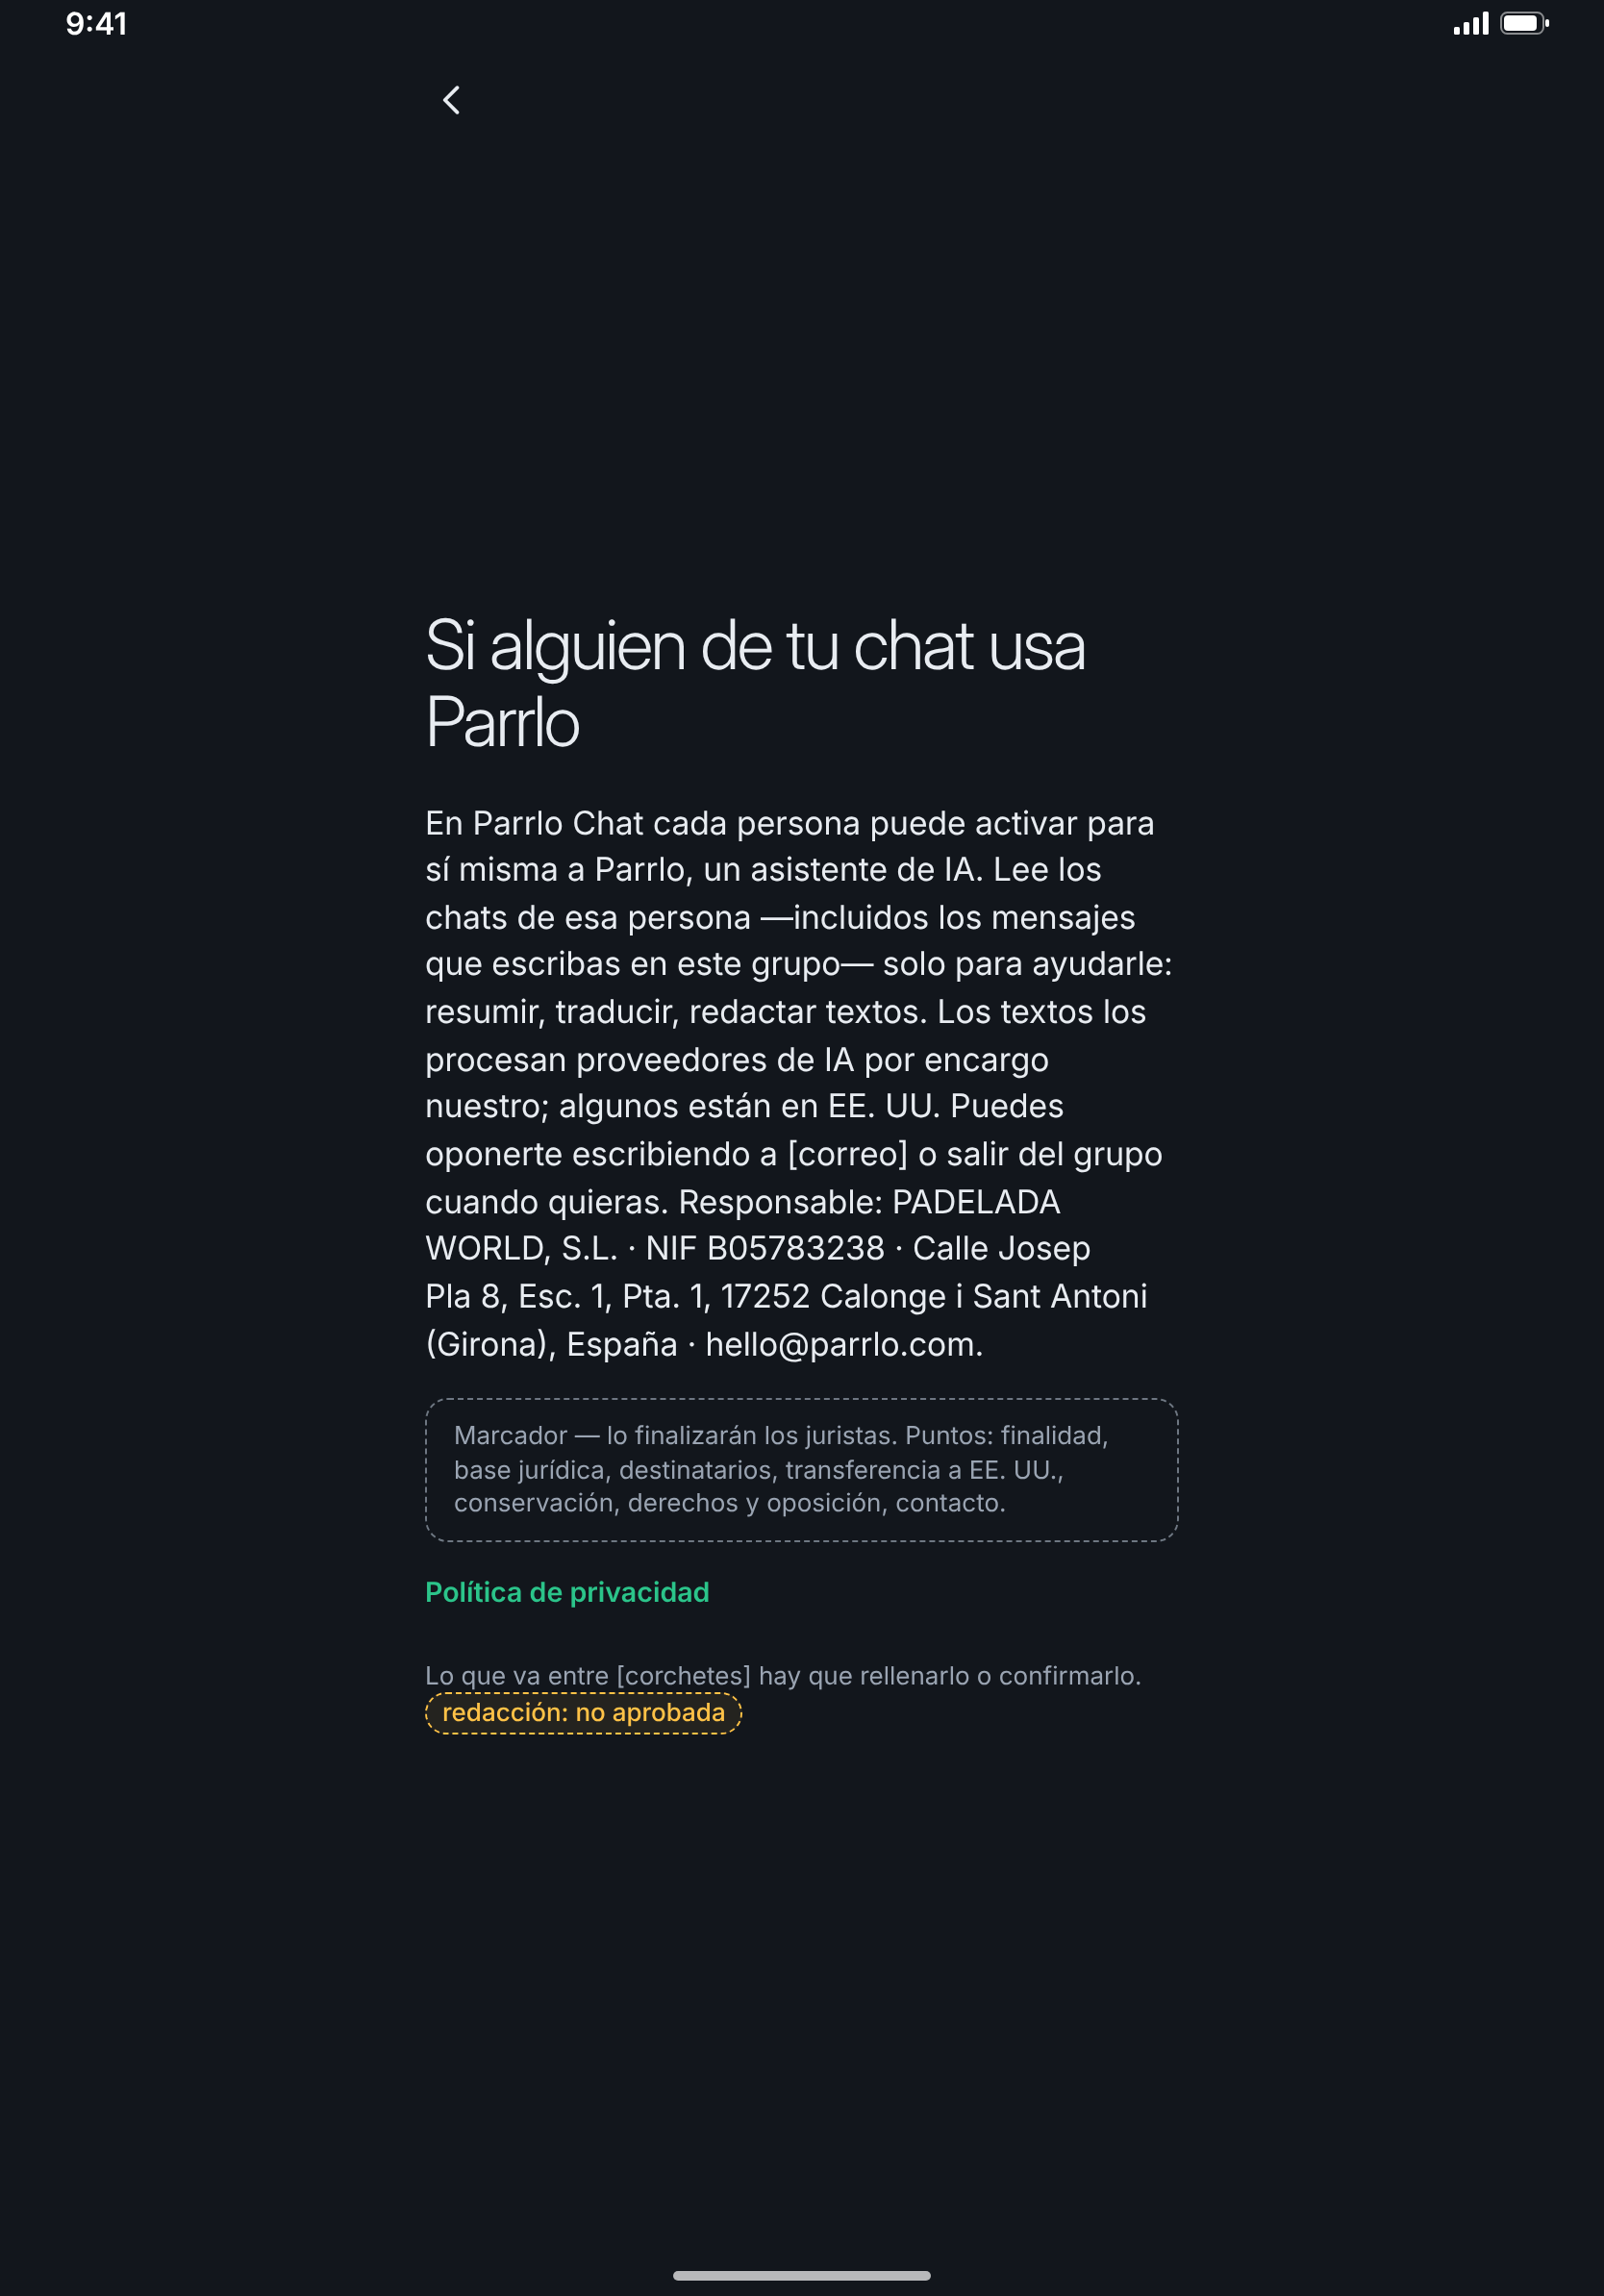 9:41
Si alguien de tu chat usa
Parrlo
En Parrlo Chat cada persona puede activar para
sí misma a Parrlo, un asistente de IA. Lee los
chats de esa persona —incluidos los mensajes
que escribas en este grupo— solo para ayudarle:
resumir, traducir, redactar textos. Los textos los
procesan proveedores de IA por encargo
nuestro; algunos están en EE. UU. Puedes
oponerte escribiendo a [correo] o salir del grupo
cuando quieras. Responsable: PADELADA
WORLD, S.L. · NIF B05783238 · Calle Josep
Pla 8, Esc. 1, Pta. 1, 17252 Calonge i Sant Antoni
(Girona), España · hello@parrlo.com.
Marcador — lo finalizarán los juristas. Puntos: finalidad,
base jurídica, destinatarios, transferencia a EE. UU.,
conservación, derechos y oposición, contacto.
Política de privacidad
Lo que va entre [corchetes] hay que rellenarlo o confirmarlo.
redacción: no aprobada